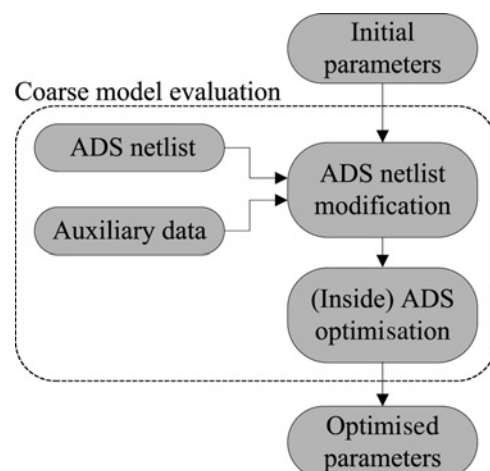 Initial
parameters
Coarse model evaluation
ADS netlist
ADS netlist
modification
Auxiliary data
(Inside) ADS
optimisation
Optimised
parameters